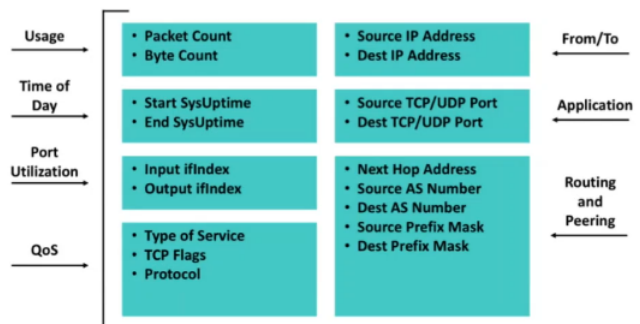 Usage
• Packet Count
• Byte Count
• Source IP Address
• Dest IP Address
From/To
Time of
Day
• Start SysUptime
• End SysUptime
• Source TCP/UDP Port
• Dest TCP/UDP Port
Application
Port
Utilization
• Input ifIndex
• Output ifIndex
• Next Hop Address
• Source AS Number
• Dest AS Number
• Source Prefix Mask
• Dest Prefix Mask
Routing
and
Peering
QoS
• Type of Service
• TCP Flags
• Protocol